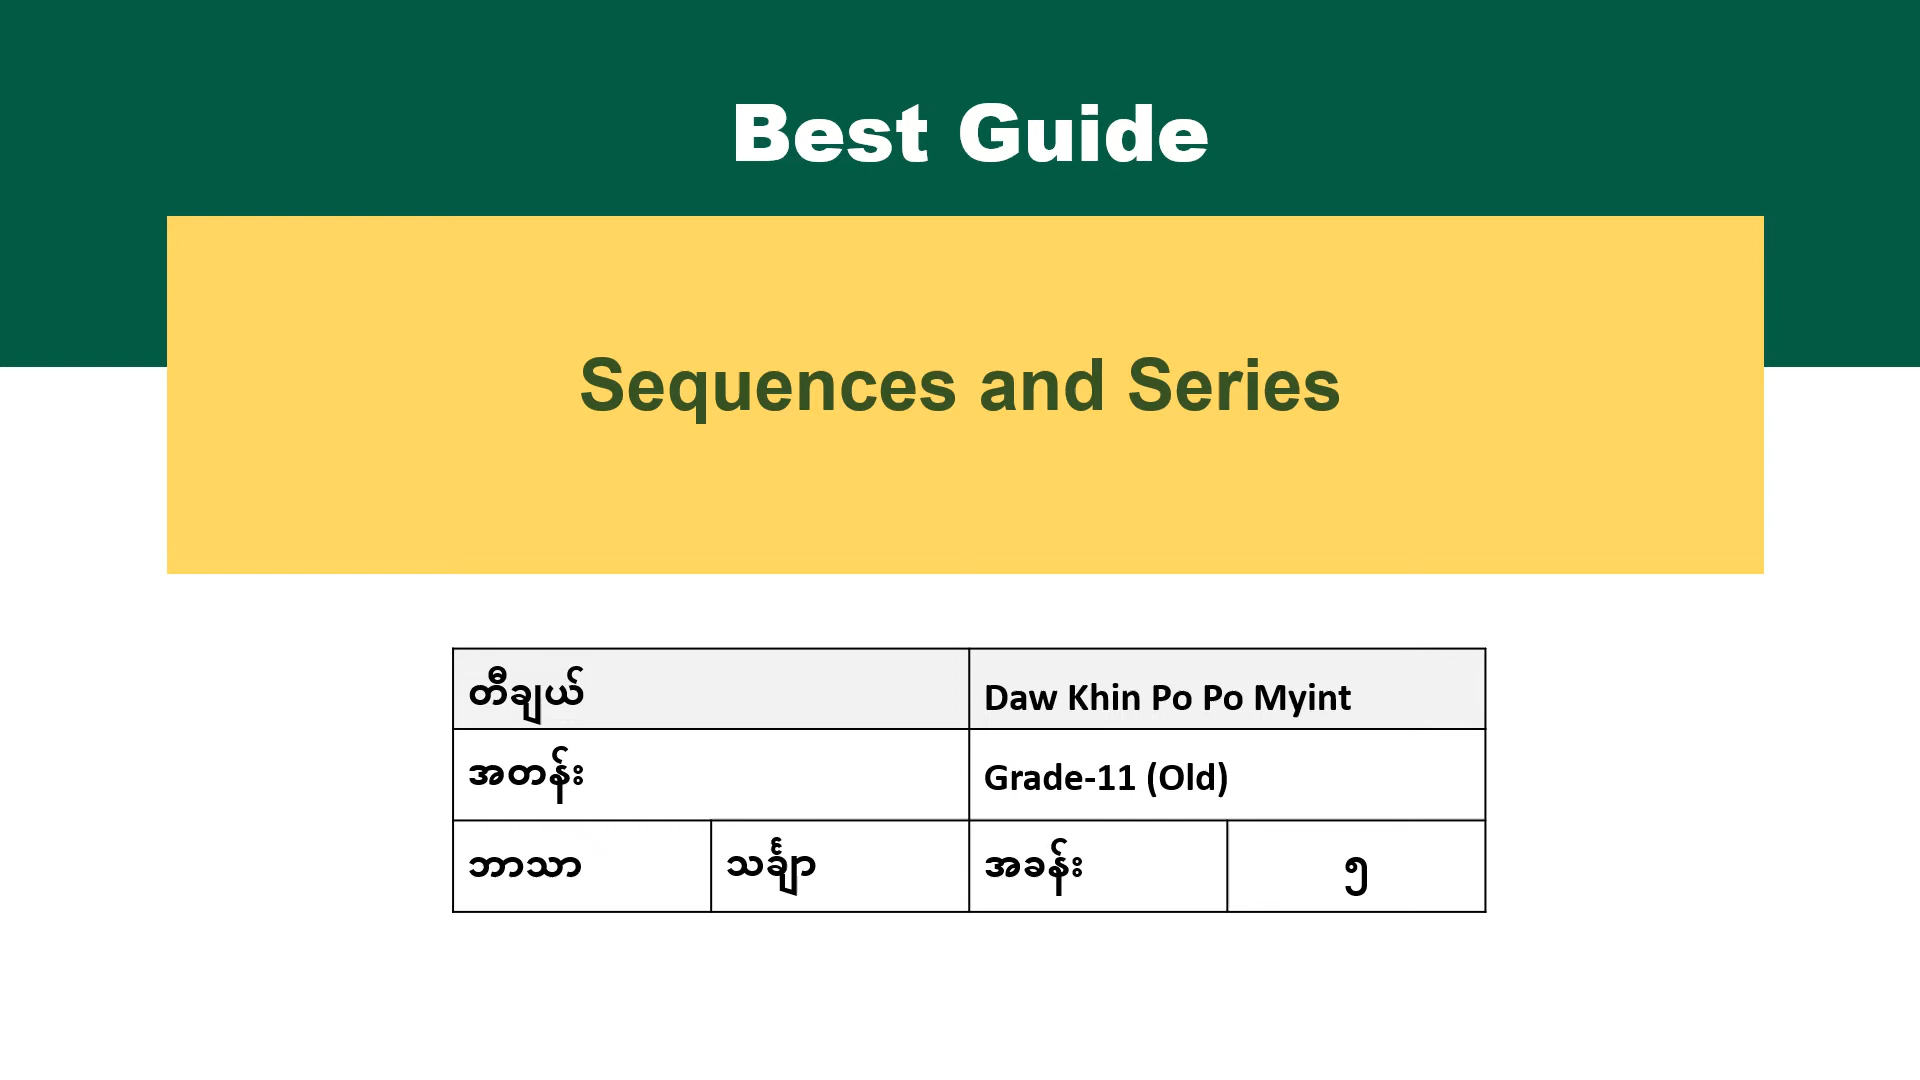 Best Guide
Sequences and Series
တီချယ် Daw Khin Po Po Myint
အတန်း Grade-11 (Old)
ဘာသာ သင်္ချာ အခန်း ၅